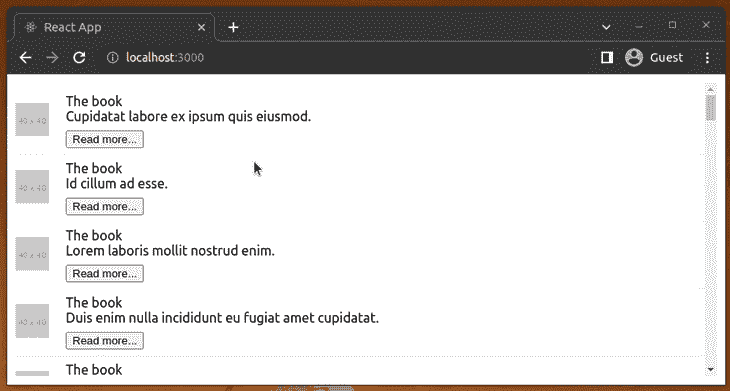 React App
localhost:3000
Guest
40 x 40
The book
Cupidatat labore ex ipsum quis eiusmod.
Read more...
40 x 40
The book
Id cillum ad esse.
Read more...
40 x 40
The book
Lorem laboris mollit nostrud enim.
Read more...
40 x 40
The book
Duis enim nulla incididunt eu fugiat amet cupidatat.
Read more...
The book